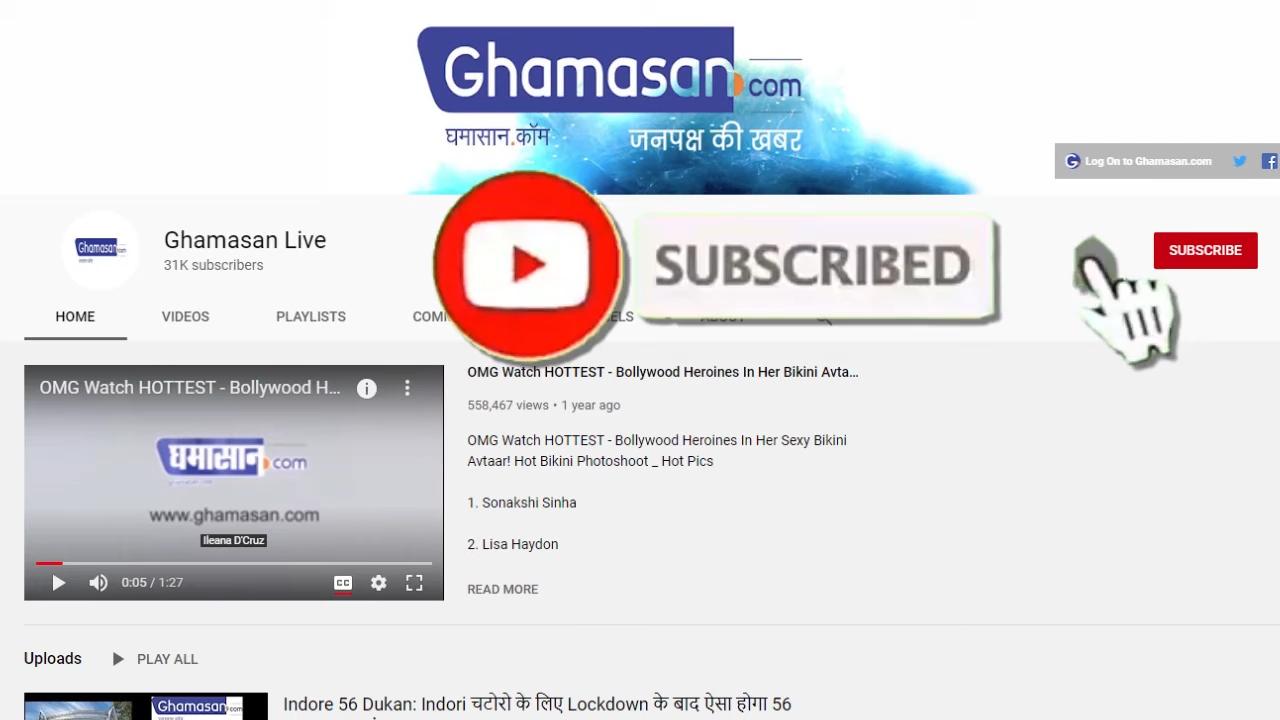 Ghamasan.com
घमासान.कॉम
जनपक्ष की खबर
Log On to Ghamasan.com
Ghamasan
Ghamasan Live
31K subscribers
SUBSCRIBED
SUBSCRIBE
HOME
VIDEOS
PLAYLISTS
OMG Watch HOTTEST - Bollywood H...
घमासान.com
www.ghamasan.com
Ileana D'Cruz
0:05 / 1:27
CC
OMG Watch HOTTEST - Bollywood Heroines In Her Bikini Avta...
558,467 views • 1 year ago
OMG Watch HOTTEST - Bollywood Heroines In Her Sexy Bikini
Avtaar! Hot Bikini Photoshoot _ Hot Pics
1. Sonakshi Sinha
2. Lisa Haydon
READ MORE
Uploads
PLAY ALL
Ghamasan
Indore 56 Dukan: Indori चटोरो के लिए Lockdown के बाद ऐसा होगा 56